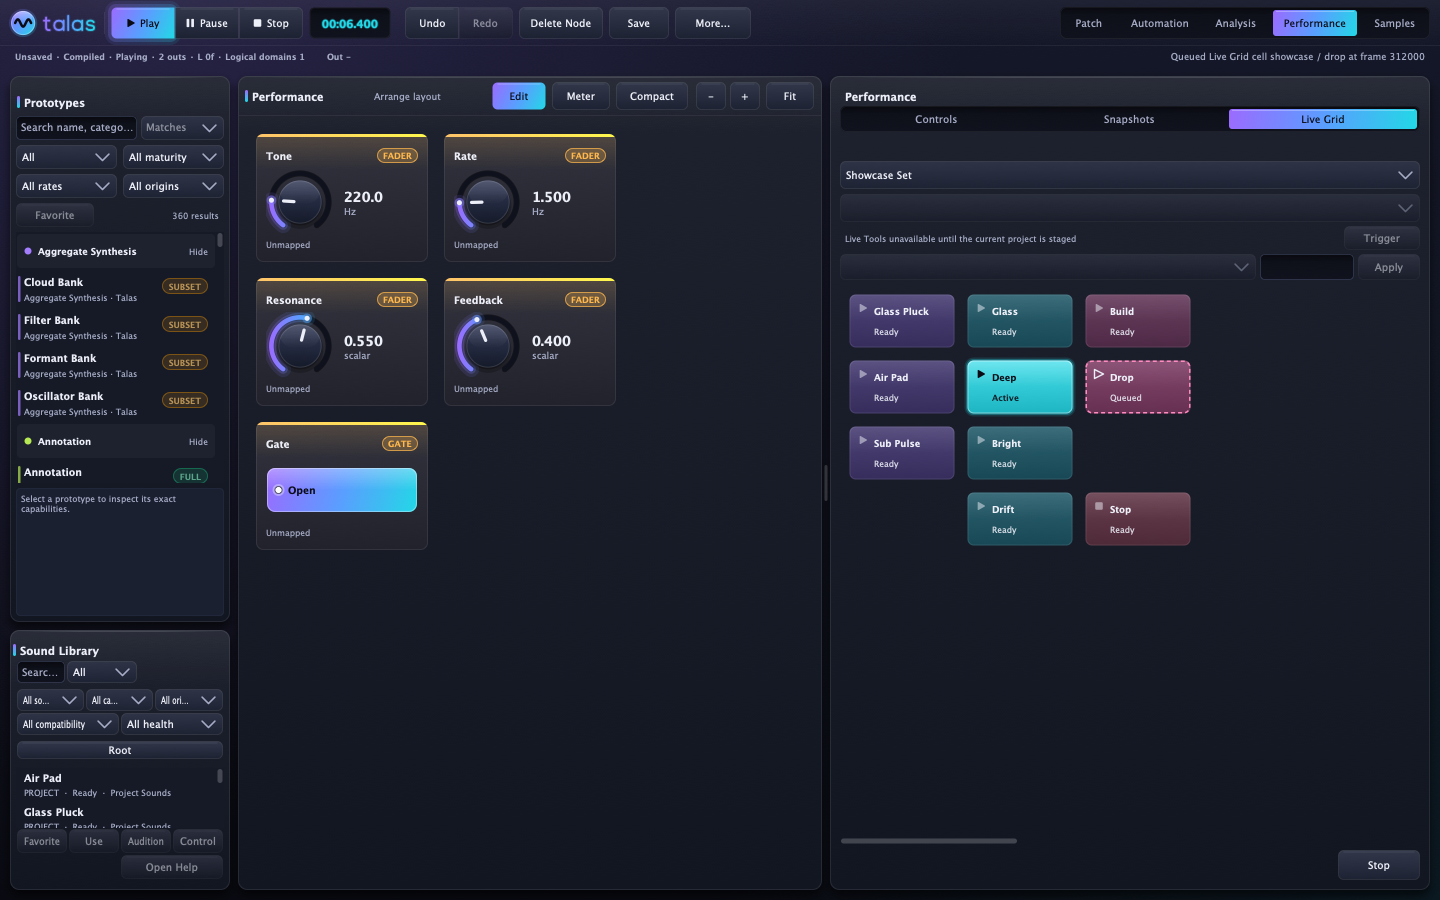 talas
Play
Pause
Stop
00:06.400
Undo
Redo
Delete Node
Save
More...
Patch
Automation
Analysis
Performance
Samples
Unsaved · Compiled · Playing · 2 outs · L 0f · Logical domains 1
Out –
Queued Live Grid cell showcase / drop at frame 312000
Prototypes
Search name, catego...
Matches
All
All maturity
All rates
All origins
Favorite
360 results
Aggregate Synthesis
Hide
Cloud Bank
SUBSET
Aggregate Synthesis · Talas
Filter Bank
SUBSET
Aggregate Synthesis · Talas
Formant Bank
SUBSET
Aggregate Synthesis · Talas
Oscillator Bank
SUBSET
Aggregate Synthesis · Talas
Annotation
Hide
Annotation
FULL
Select a prototype to inspect its exact
capabilities.
Sound Library
Searc...
All
All so...
All ca...
All ori...
All compatibility
All health
Root
Air Pad
PROJECT · Ready · Project Sounds
Glass Pluck
PROJECT · Ready · Project Sounds
Favorite
Use
Audition
Control
Open Help
Performance
Arrange layout
Edit
Meter
Compact
–
+
Fit
Tone
FADER
220.0
Hz
Unmapped
Rate
FADER
1.500
Hz
Unmapped
Resonance
FADER
0.550
scalar
Unmapped
Feedback
FADER
0.400
scalar
Unmapped
Gate
GATE
Open
Unmapped
Performance
Controls
Snapshots
Live Grid
Showcase Set
Live Tools unavailable until the current project is staged
Trigger
Apply
Glass Pluck
Ready
Glass
Ready
Build
Ready
Air Pad
Ready
Deep
Active
Drop
Queued
Sub Pulse
Ready
Bright
Ready
Drift
Ready
Stop
Ready
Stop